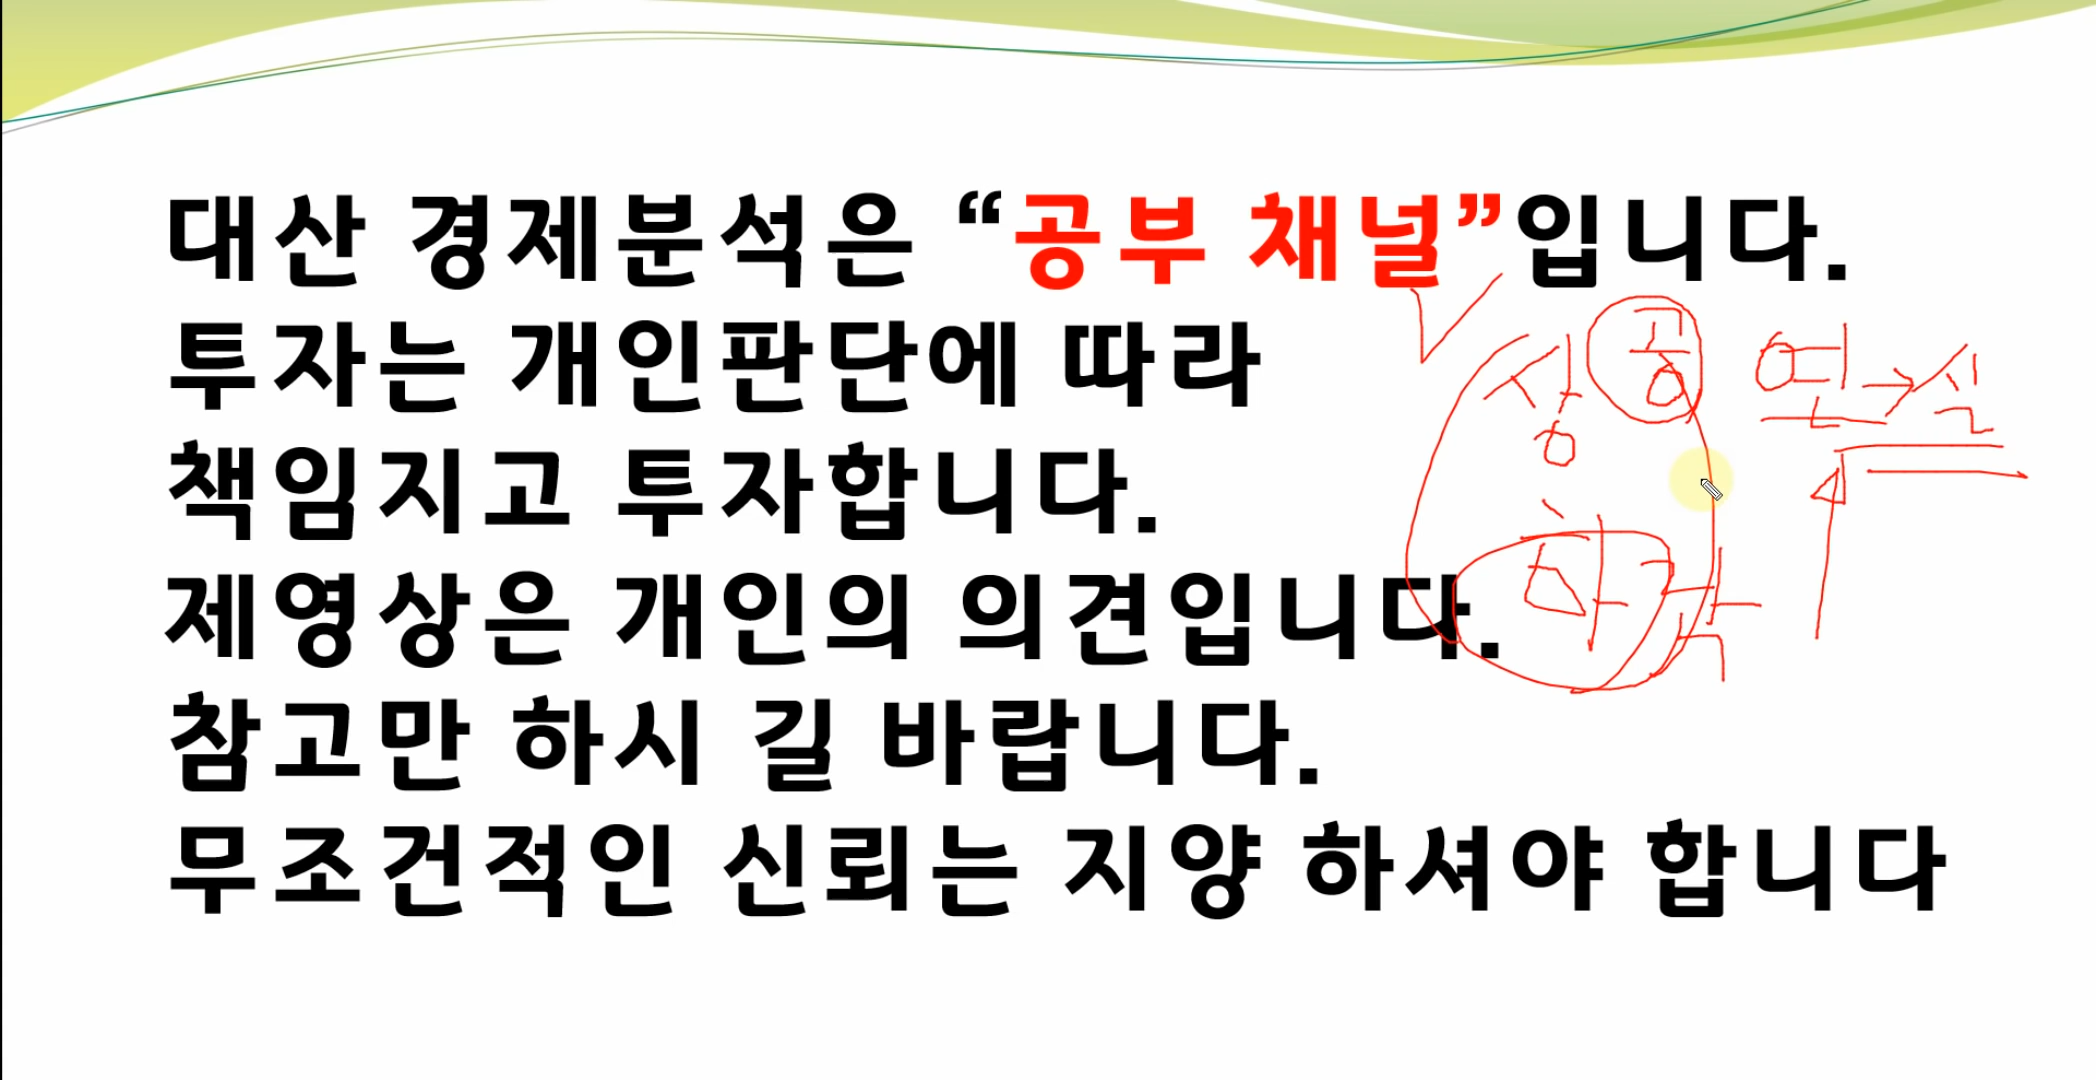 대산 경제분석은 “공부 채널”입니다.
투자는 개인판단에 따라
책임지고 투자합니다.
제영상은 개인의 의견입니다.
참고만 하시 길 바랍니다.
무조건적인 신뢰는 지양 하셔야 합니다